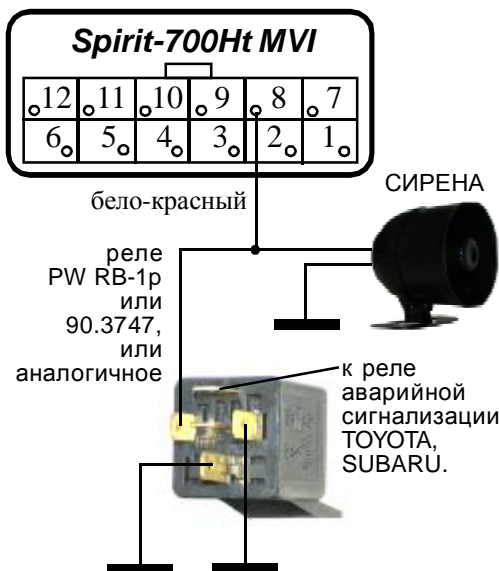 Spirit-700Ht MVI
12 11 10 9 8 7
6 5 4 3 2 1
бело-красный
СИРЕНА
реле
PW RB-1р
или
90.3747,
или
аналогичное
к реле
аварийной
сигнализации
TOYOTA,
SUBARU.